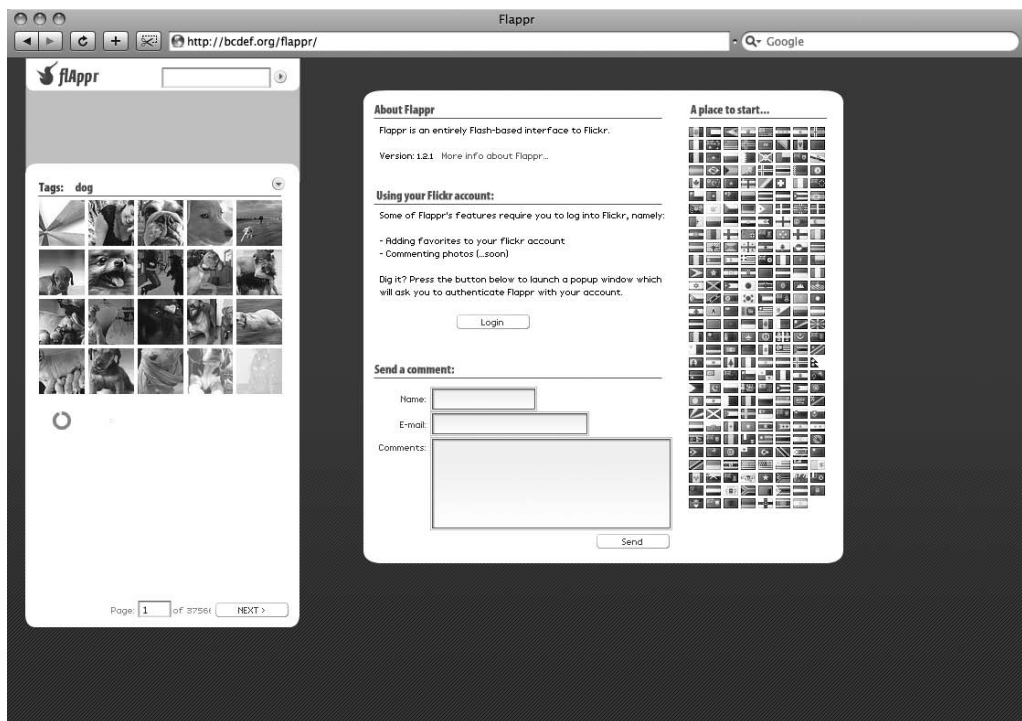 Flappr
http://bcdef.org/flappr/
Google
flAppr
Tags: dog
Page: 1 of 3756 NEXT >
About Flappr
Flappr is an entirely Flash-based interface to Flickr.
Version: 1.2.1 More info about Flappr...
Using your Flickr account:
Some of Flappr's features require you to log into Flickr, namely:
- Adding favorites to your flickr account
- Commenting photos (...soon)
Dig it? Press the button below to launch a popup window which
will ask you to authenticate Flappr with your account.
Login
Send a comment:
Name:
E-mail:
Comments:
Send
A place to start...